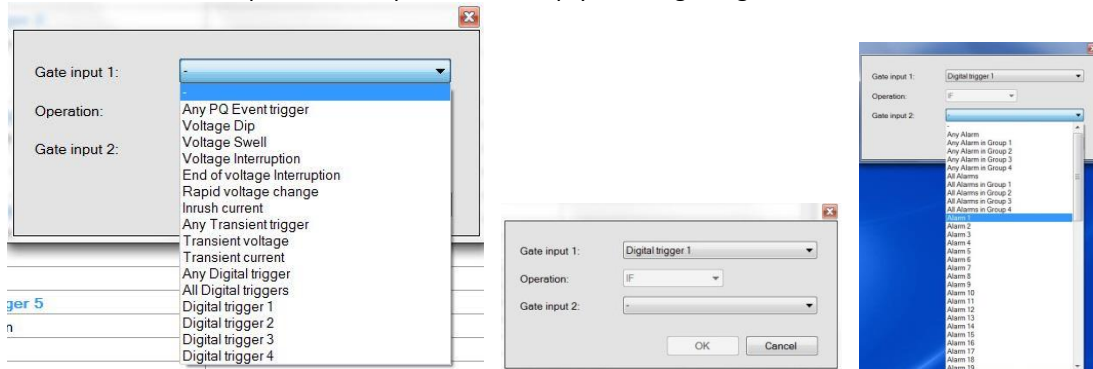 Gate input 1:
-
Operation:
Gate input 2:
-
Any PQ Event trigger
Voltage Dip
Voltage Swell
Voltage Interruption
End of voltage Interruption
Rapid voltage change
Inrush current
Any Transient trigger
Transient voltage
Transient current
Any Digital trigger
All Digital triggers
Digital trigger 1
Digital trigger 2
Digital trigger 3
Digital trigger 4
ger 5
n
Gate input 1:
Digital trigger 1
Operation:
IF
Gate input 2:
-
OK
Cancel
Gate input 1:
Digital trigger 1
Operation:
IF
Gate input 2:
-
-
Any Alarm
Any Alarm in Group 1
Any Alarm in Group 2
Any Alarm in Group 3
Any Alarm in Group 4
All Alarms
All Alarms in Group 1
All Alarms in Group 2
All Alarms in Group 3
All Alarms in Group 4
Alarm 1
Alarm 2
Alarm 3
Alarm 4
Alarm 5
Alarm 6
Alarm 7
Alarm 8
Alarm 9
Alarm 10
Alarm 11
Alarm 12
Alarm 13
Alarm 14
Alarm 15
Alarm 16
Alarm 17
Alarm 18
Alarm 19